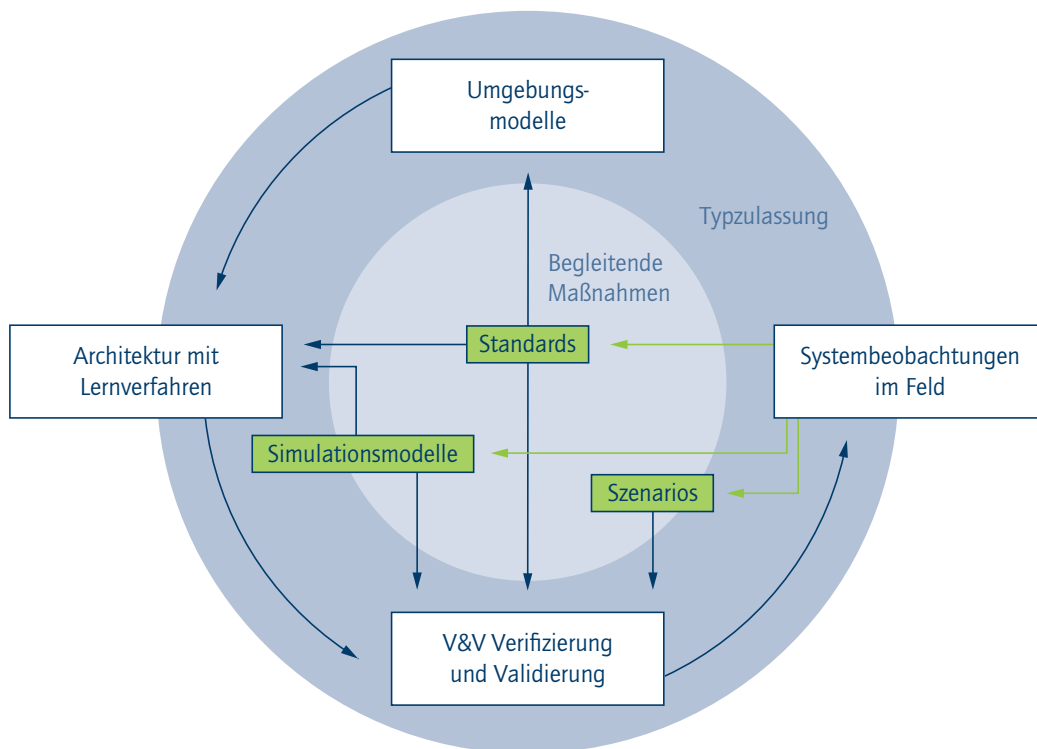 Umgebungs-
modelle
Typzulassung
Begleitende
Maßnahmen
Standards
Architektur mit
Lernverfahren
Systembeobachtungen
im Feld
Simulationsmodelle
Szenarios
V&V Verifizierung
und Validierung